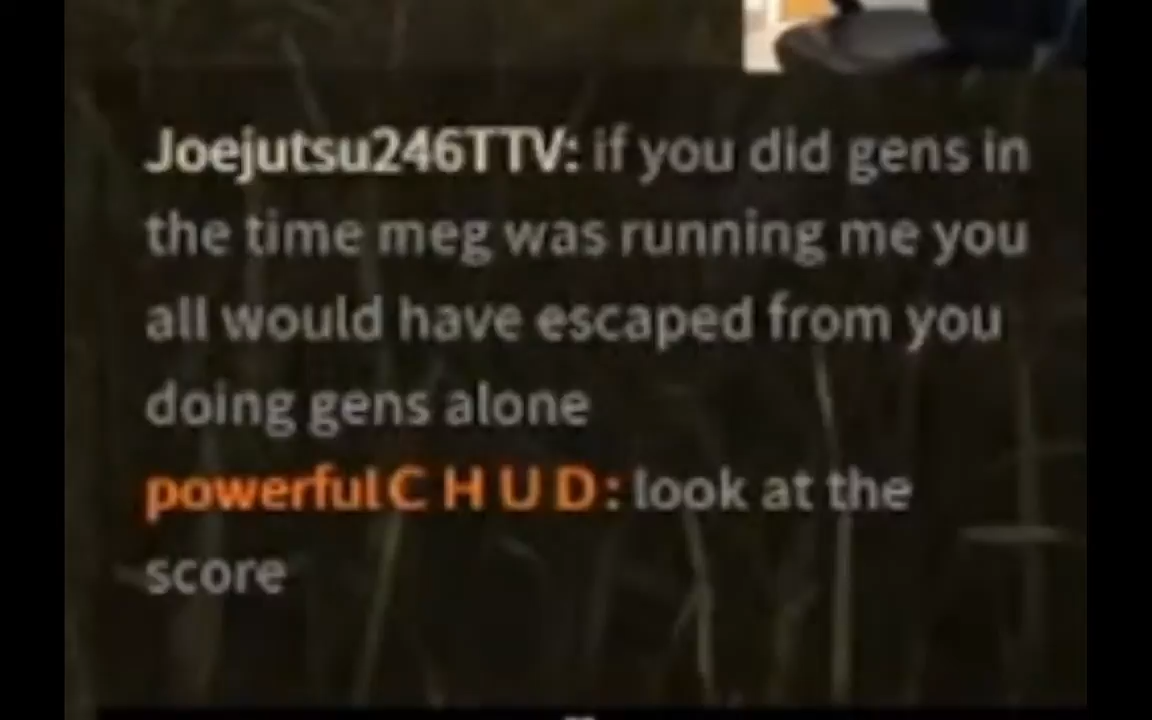 Joejutsu246TTV: if you did gens in
the time meg was running me you
all would have escaped from you
doing gens alone
powerful C H U D : look at the
score